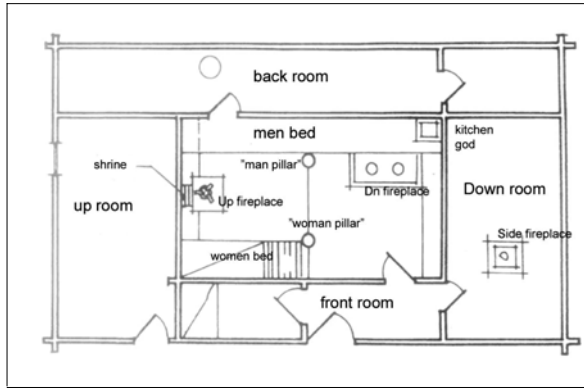 back room
men bed
kitchen
god
shrine
"man pillar"
up room
Up fireplace
Dn fireplace
Down room
"woman pillar"
Side fireplace
women bed
front room